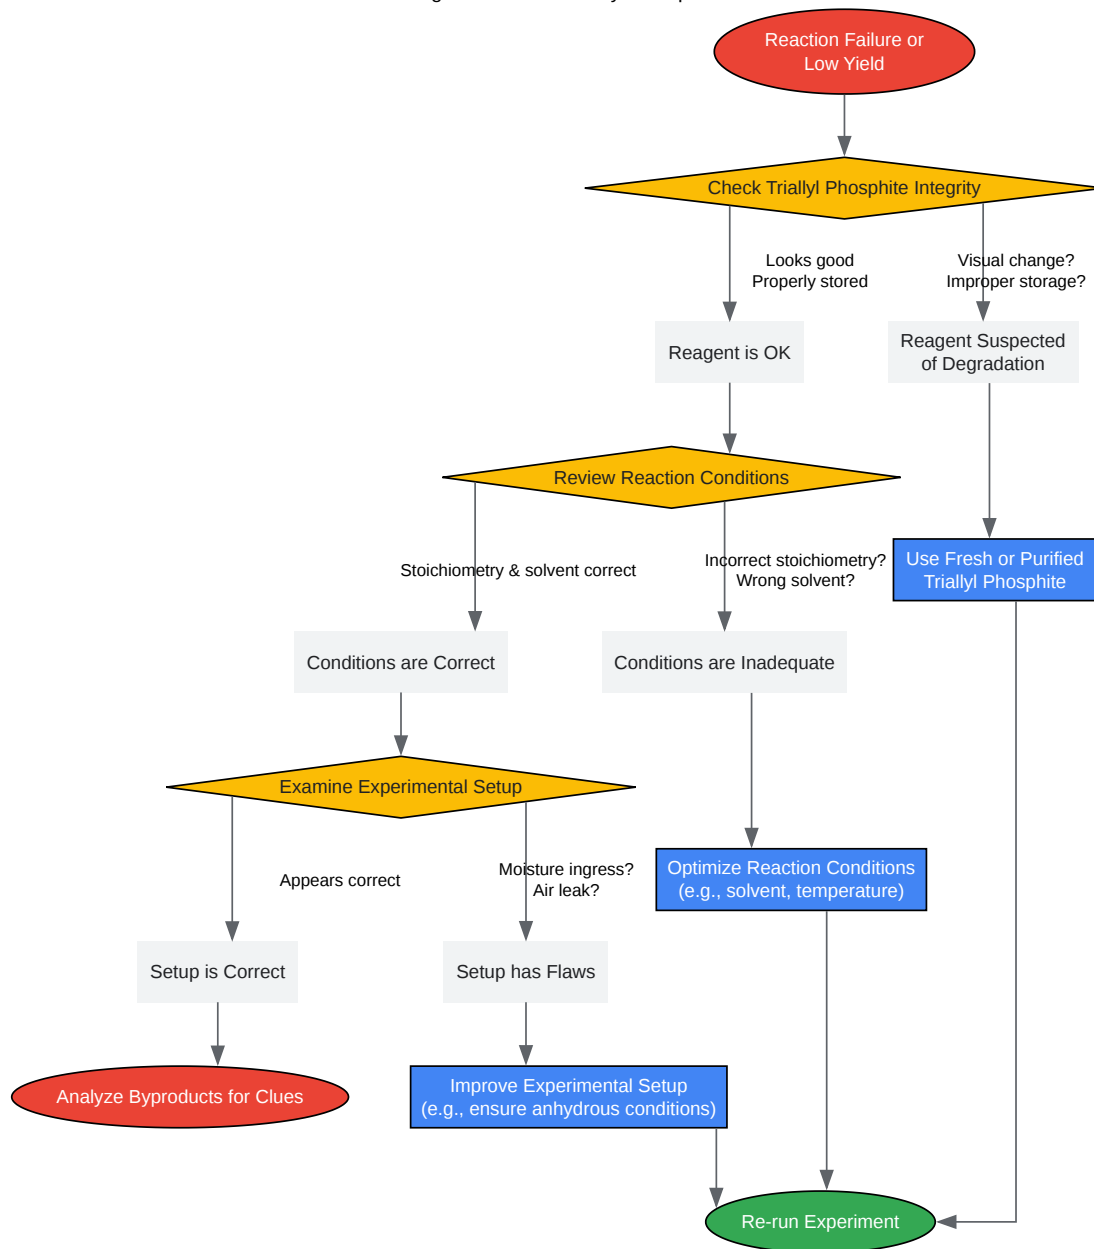 Reaction Failure or
Low Yield
Check Triallyl Phosphite Integrity
Looks good
Properly stored
Visual change?
Improper storage?
Reagent is OK
Reagent Suspected
of Degradation
Review Reaction Conditions
Stoichiometry & solvent correct
Incorrect stoichiometry?
Wrong solvent?
Use Fresh or Purified
Triallyl Phosphite
Conditions are Correct
Conditions are Inadequate
Examine Experimental Setup
Appears correct
Moisture ingress?
Air leak?
Optimize Reaction Conditions
(e.g., solvent, temperature)
Setup is Correct
Setup has Flaws
Analyze Byproducts for Clues
Improve Experimental Setup
(e.g., ensure anhydrous conditions)
Re-run Experiment